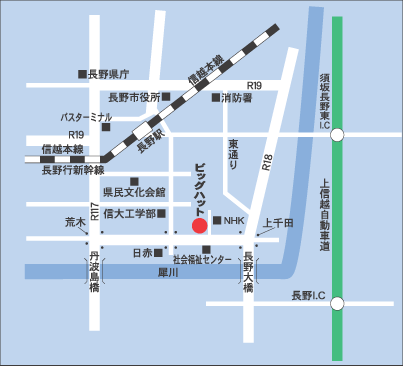 長野県庁
信越本線
R19
須坂長野東I.C
長野市役所
消防署
バスターミナル
長野駅
R19
東通り
信越本線
R18
長野行新幹線
ビッグハット
県民文化会館
上信越自動車道
R117
信大工学部
荒木
NHK
上千田
日赤
社会福祉センター
丹波島橋
犀川
長野大橋
長野I.C